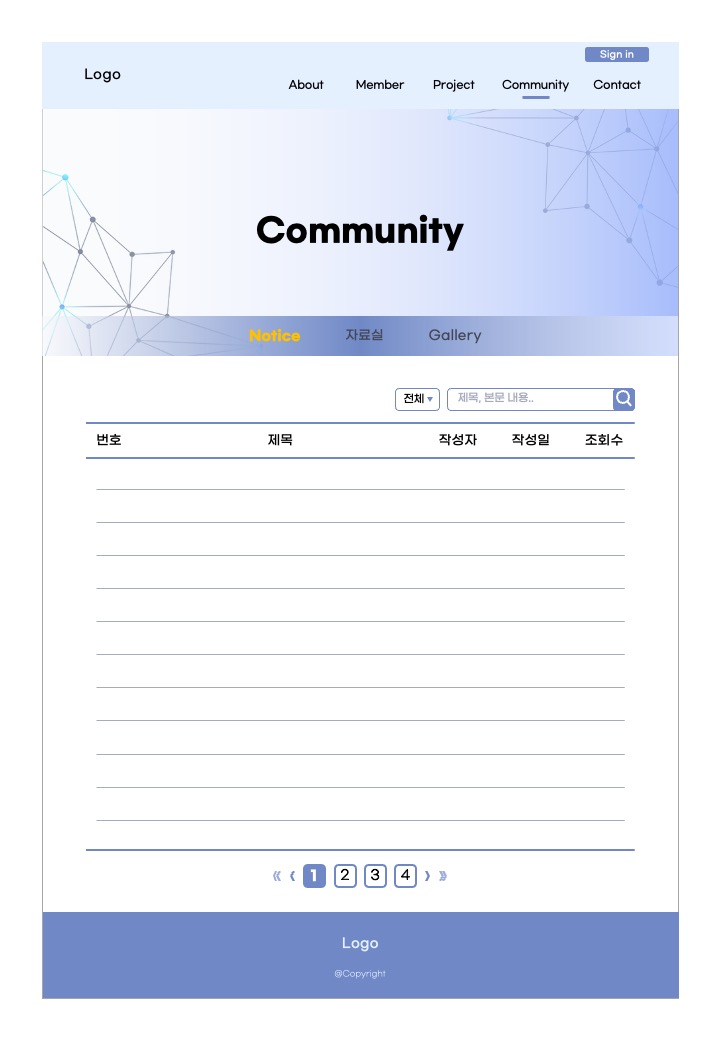 Sign in
Logo
About Member Project Community Contact
Community
Notice 자료실 Gallery
전체 제목, 본문 내용..
번호 제목 작성자 작성일 조회수
《 ‹ 1 2 3 4 › 》
Logo
@Copyright